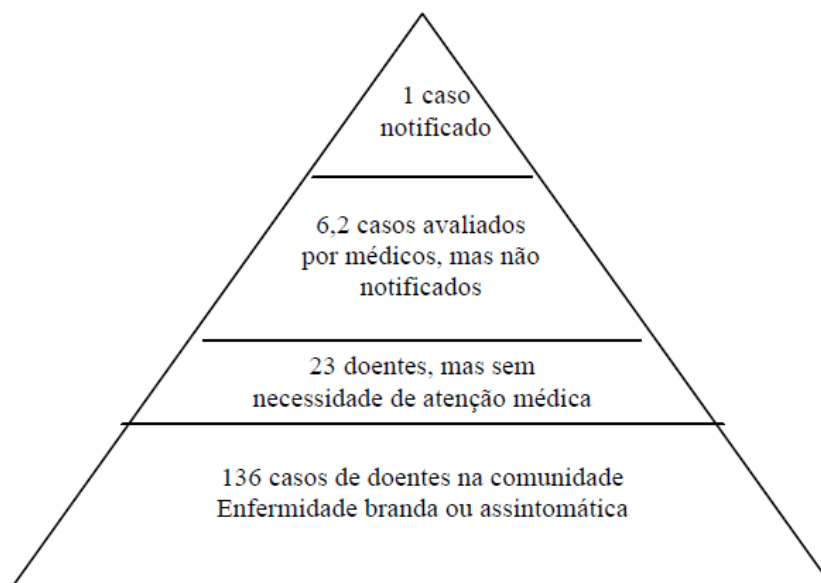 1 caso
notificado
6,2 casos avaliados
por médicos, mas não
notificados
23 doentes, mas sem
necessidade de atenção médica
136 casos de doentes na comunidade
Enfermidade branda ou assintomática